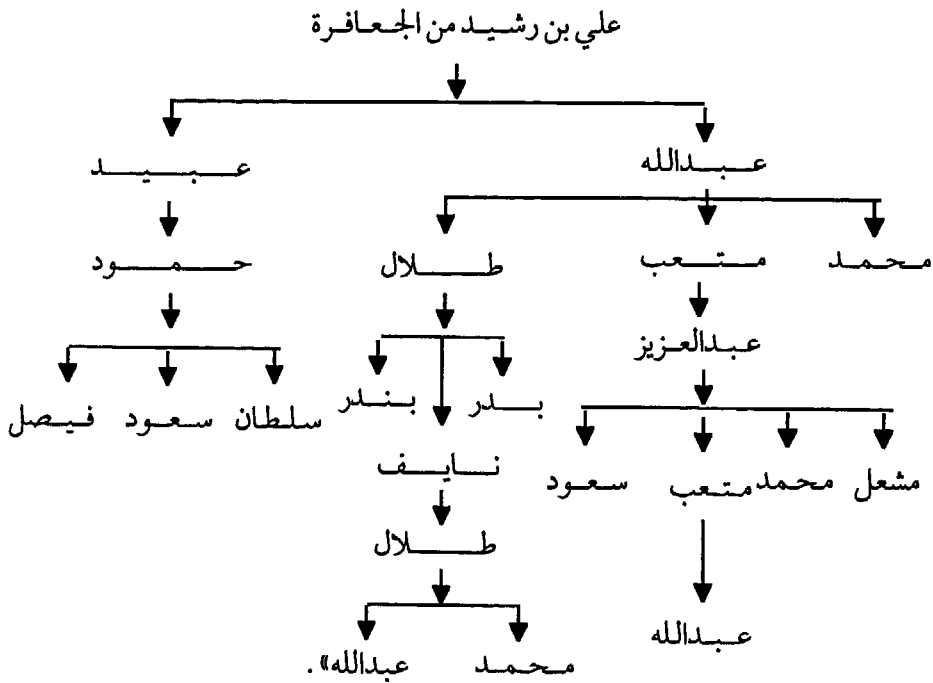 علي بن رشيد من الجعافرة
عبدالله عبيد
محمد متعب طلال حمود
عبدالعزيز
بدر بندر
سلطان سعود فيصل
نايف
مشعل محمد متعب سعود
طلال
عبدالله
محمد عبدالله» .